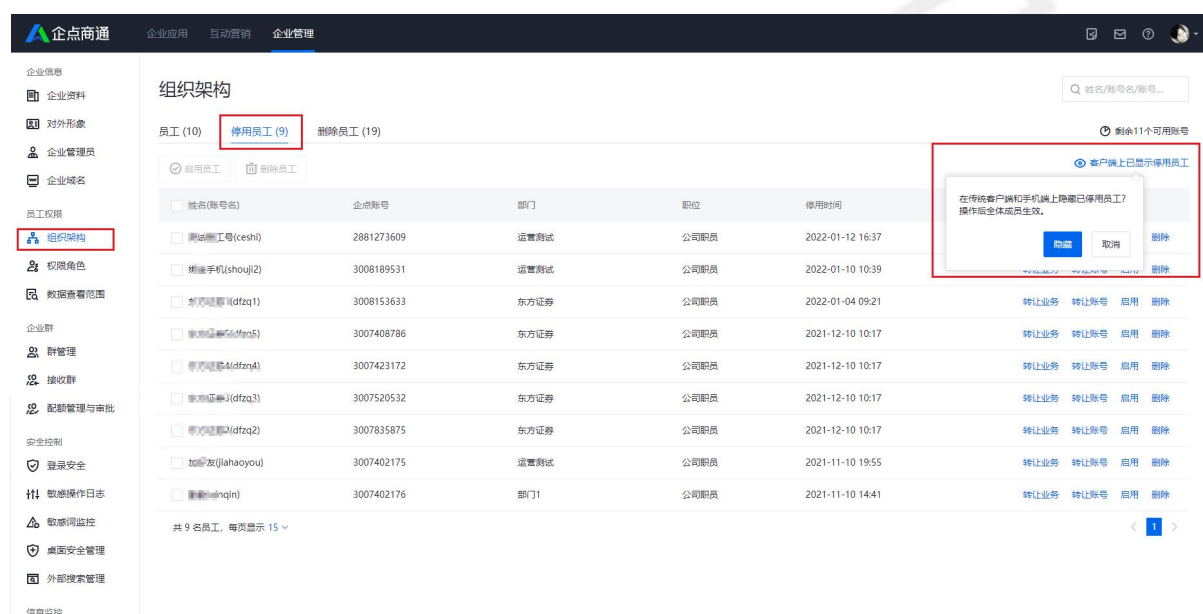 企点商通
企业应用 互动营销 企业管理
企业信息
企业资料
对外形象
企业管理员
企业域名
员工权限
组织架构
权限角色
数据查看范围
企业群
群管理
接收群
配额管理与审批
安全控制
登录安全
敏感操作日志
敏感词监控
桌面安全管理
外部搜索管理
信息监控
组织架构
姓名/账号名/账号...
员工 (10) 停用员工 (9) 删除员工 (19)
剩余11个可用账号
启用员工 删除员工
客户端上已显示停用员工
在传统客户端和手机端上隐藏已停用员工?
操作后全体成员生效。
隐藏 取消
姓名(账号名) 企点账号 部门 职位 停用时间
工号(ceshi) 2881273609 运营测试 公司职员 2022-01-12 16:37 删除
手机(shouji2) 3008189531 运营测试 公司职员 2022-01-10 10:39 转让业务 转让账号 启用 删除
(dfzq1) 3008153633 东方证券 公司职员 2022-01-04 09:21 转让业务 转让账号 启用 删除
(dfzq5) 3007408786 东方证券 公司职员 2021-12-10 10:17 转让业务 转让账号 启用 删除
(dfzq4) 3007423172 东方证券 公司职员 2021-12-10 10:17 转让业务 转让账号 启用 删除
(dfzq3) 3007520532 东方证券 公司职员 2021-12-10 10:17 转让业务 转让账号 启用 删除
(dfzq2) 3007835875 东方证券 公司职员 2021-12-10 10:17 转让业务 转让账号 启用 删除
友(jiahaoyou) 3007402175 运营测试 公司职员 2021-11-10 19:55 转让业务 转让账号 启用 删除
inqin) 3007402176 部门1 公司职员 2021-11-10 14:41 转让业务 转让账号 启用 删除
共 9 名员工，每页显示 15
1